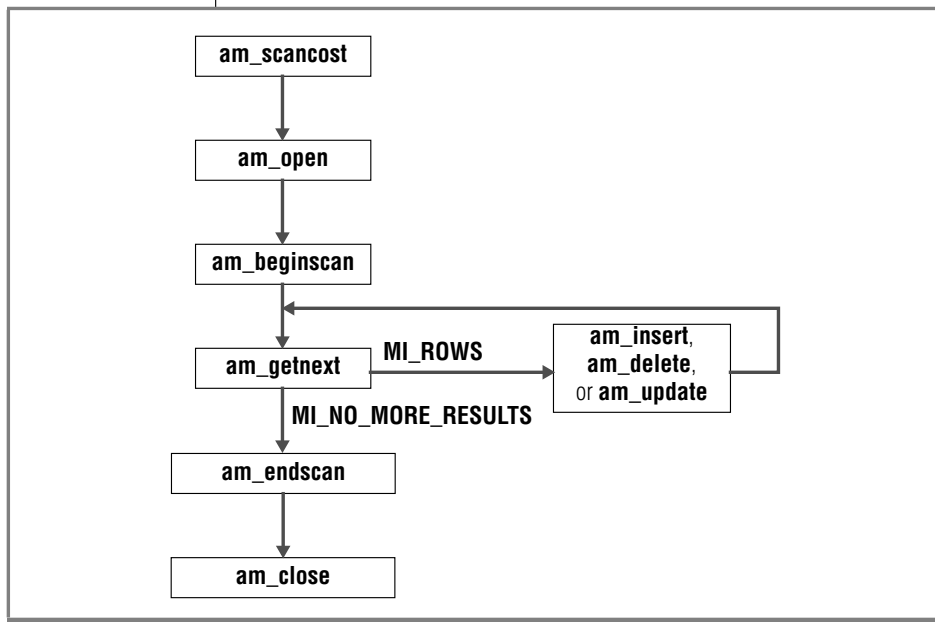 am_scancost
am_open
am_beginscan
am_getnext
MI_ROWS
am_insert,
am_delete,
or am_update
MI_NO_MORE_RESULTS
am_endscan
am_close